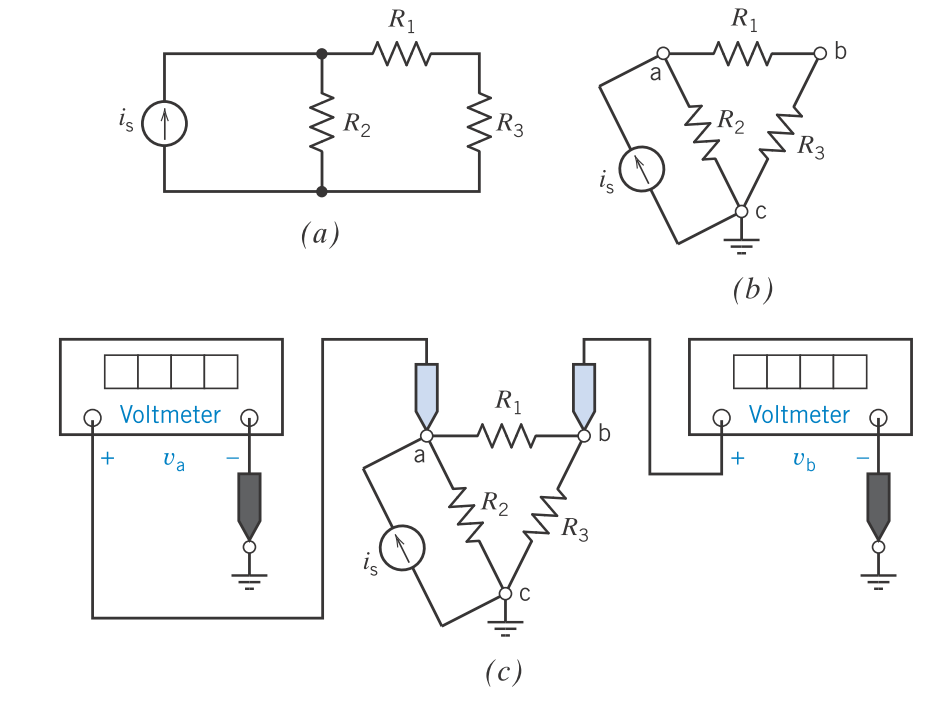 R1
is
R2
R3
(a)
R1
a
b
R2
R3
is
c
(b)
Voltmeter
+ va −
R1
a
b
R2
R3
is
c
Voltmeter
+ vb −
(c)